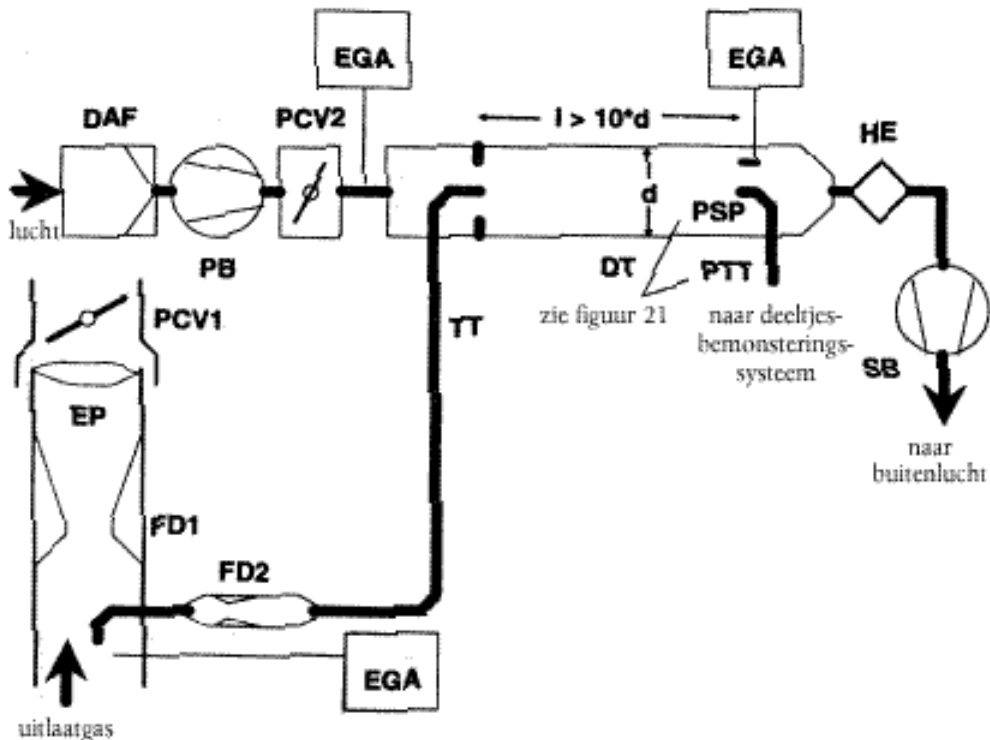 EGA
EGA
DAF
PCV2
l > 10*d
HE
lucht
d
PSP
PB
DT
PTT
PCV1
TT
zie figuur 21
naar deeltjes-
bemonsterings-
systeem
SB
EP
naar
buitenlucht
FD1
FD2
EGA
uitlaatgas